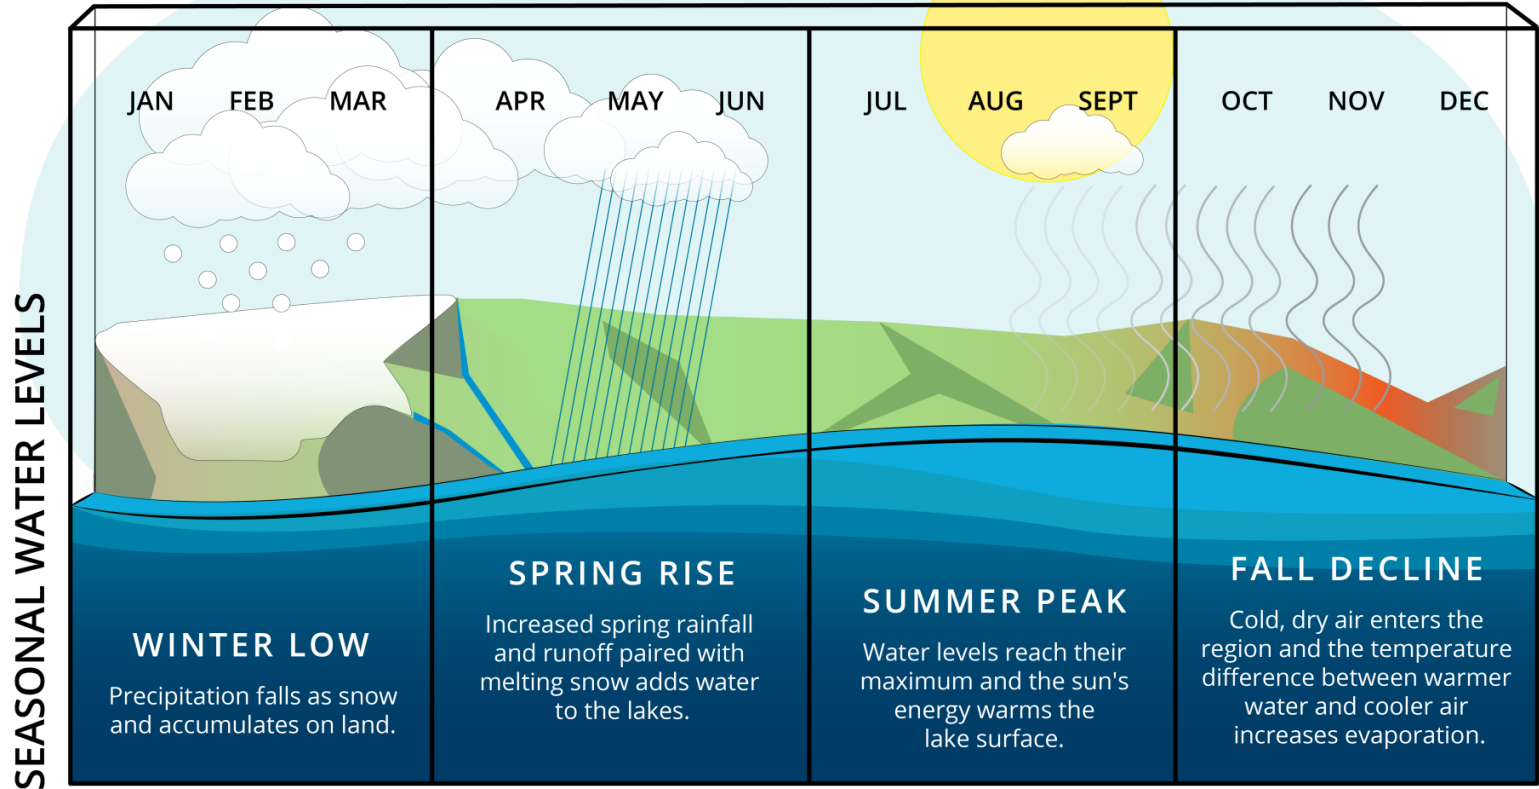 SEASONAL WATER LEVELS
JAN FEB MAR APR MAY JUN JUL AUG SEPT OCT NOV DEC
WINTER LOW
Precipitation falls as snow
and accumulates on land.
SPRING RISE
Increased spring rainfall
and runoff paired with
melting snow adds water
to the lakes.
SUMMER PEAK
Water levels reach their
maximum and the sun's
energy warms the
lake surface.
FALL DECLINE
Cold, dry air enters the
region and the temperature
difference between warmer
water and cooler air
increases evaporation.